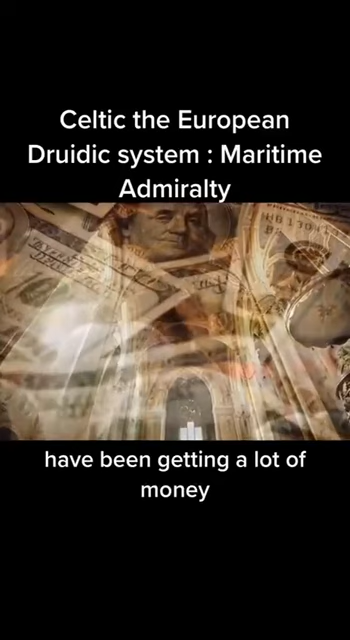 Celtic the European
Druidic system : Maritime
Admiralty
have been getting a lot of
money